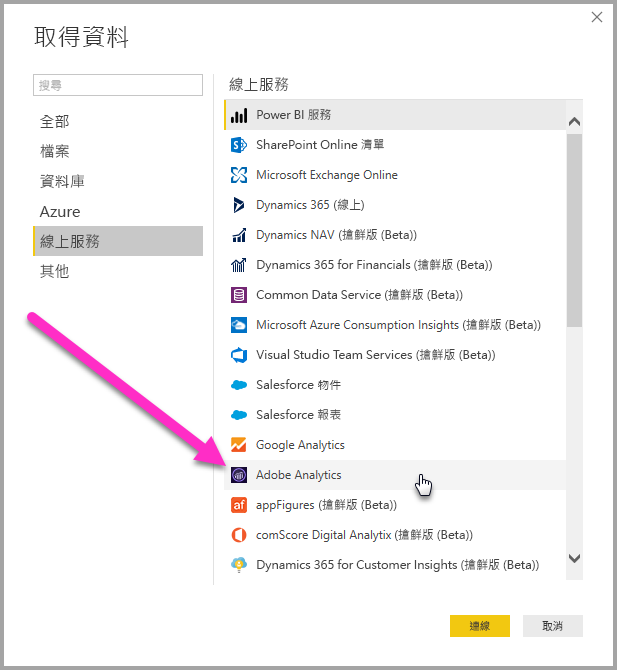 取得資料
搜尋
全部
檔案
資料庫
Azure
線上服務
其他
線上服務
Power BI 服務
SharePoint Online 清單
Microsoft Exchange Online
Dynamics 365 (線上)
Dynamics NAV (搶鮮版 (Beta))
Dynamics 365 for Financials (搶鮮版 (Beta))
Common Data Service (搶鮮版 (Beta))
Microsoft Azure Consumption Insights (搶鮮版 (Beta))
Visual Studio Team Services (搶鮮版 (Beta))
Salesforce 物件
Salesforce 報表
Google Analytics
Adobe Analytics
appFigures (搶鮮版 (Beta))
comScore Digital Analytix (搶鮮版 (Beta))
Dynamics 365 for Customer Insights (搶鮮版 (Beta))
連線
取消